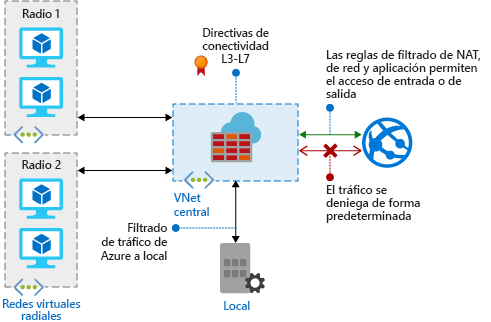 Radio 1
Radio 2
Redes virtuales
radiales
Directivas de
conectividad
L3-L7
VNet
central
Filtrado
de tráfico de
Azure a local
Local
Las reglas de filtrado de NAT,
de red y aplicación permiten
el acceso de entrada o de
salida
El tráfico se
deniega de forma
predeterminada